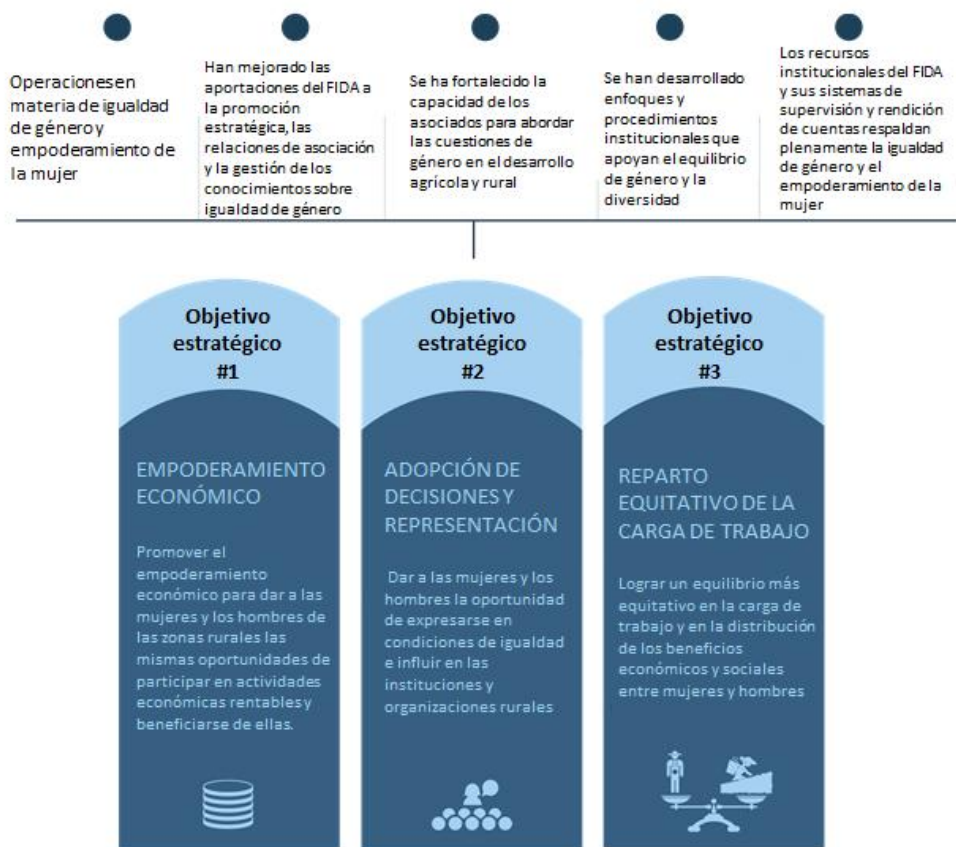 Operacionesen
materia de igualdad
de género y
empoderamiento de
la mujer
Han mejorado las
aportaciones del FIDA a
la promoción
estratégica, las
relaciones de asociación
y la gestión de los
conocimientos sobre
igualdad de género
Se ha fortalecido la
capacidad de los
asociados para abordar
las cuestiones de
género en el desarrollo
agrícola y rural
Se han desarrollado
enfoques y
procedimientos
institucionales que
apoyan el equilibrio
de género y la
diversidad
Los recursos
institucionales del FIDA
y sus sistemas de
supervisión y rendición
de cuentas respaldan
plenamente la igualdad
de género y el
empoderamiento de la
mujer
Objetivo
estratégico
#1
EMPODERAMIENTO
ECONÓMICO
Promover el
empoderamiento
económico para dar a las
mujeres y los hombres de
las zonas rurales las
mismas oportunidades de
participar en actividades
económicas rentables y
beneficiarse de ellas.
Objetivo
estratégico
#2
ADOPCIÓN DE
DECISIONES Y
REPRESENTACIÓN
Dar a las mujeres y los
hombres la oportunidad
de expresarse en
condiciones de igualdad
e influir en las
instituciones y
organizaciones rurales
Objetivo
estratégico
#3
REPARTO
EQUITATIVO DE LA
CARGA DE TRABAJO
Lograr un equilibrio más
equitativo en la carga de
trabajo y en la distribución
de los beneficios
económicos y sociales
entre mujeres y hombres